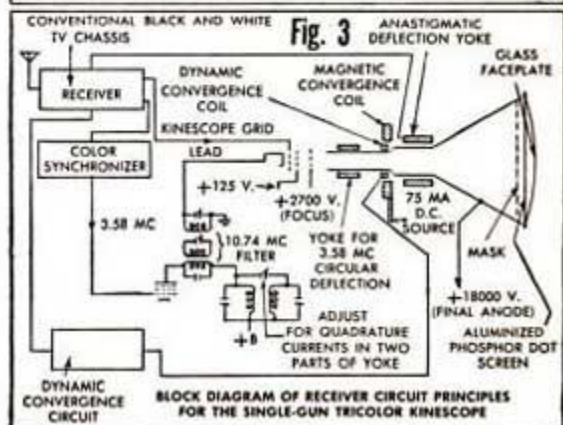 CONVENTIONAL BLACK AND WHITE
TV CHASSIS
Fig. 3
ANASTIGMATIC
DEFLECTION YOKE
GLASS
FACEPLATE
DYNAMIC
CONVERGENCE
COIL
MAGNETIC
CONVERGENCE
COIL
RECEIVER
KINESCOPE GRID
LEAD
COLOR
SYNCHRONIZER
+125 V.
+2700 V.
(FOCUS)
75 MA
D.C.
SOURCE
3.58 MC
10.74 MC
FILTER
YOKE FOR
3.58 MC
CIRCULAR
DEFLECTION
MASK
+18000 V.
(FINAL ANODE)
+B
ADJUST
FOR QUADRATURE
CURRENTS IN TWO
PARTS OF YOKE
ALUMINIZED
PHOSPHOR DOT
SCREEN
DYNAMIC
CONVERGENCE
CIRCUIT
BLOCK DIAGRAM OF RECEIVER CIRCUIT PRINCIPLES
FOR THE SINGLE-GUN TRICOLOR KINESCOPE